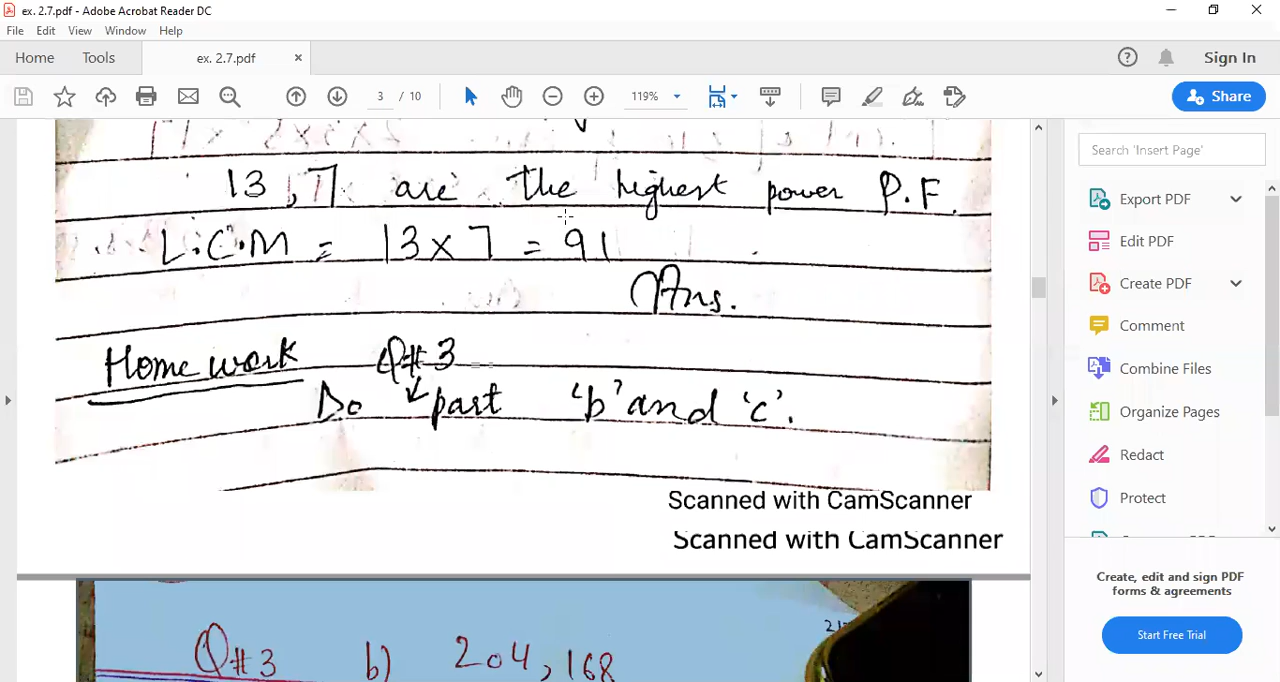 ex. 2.7.pdf - Adobe Acrobat Reader DC
File Edit View Window Help
Home Tools ex. 2.7.pdf × Sign In
3 / 10 119% Share
13, 7 are the highest power P.F.
L.C.M = 13 x 7 = 91
Ans.
Home work Q#3
Do part 'b' and 'c'.
Scanned with CamScanner
Scanned with CamScanner
Q#3 b) 204, 168
Search 'Insert Page'
Export PDF
Edit PDF
Create PDF
Comment
Combine Files
Organize Pages
Redact
Protect
Create, edit and sign PDF
forms & agreements
Start Free Trial